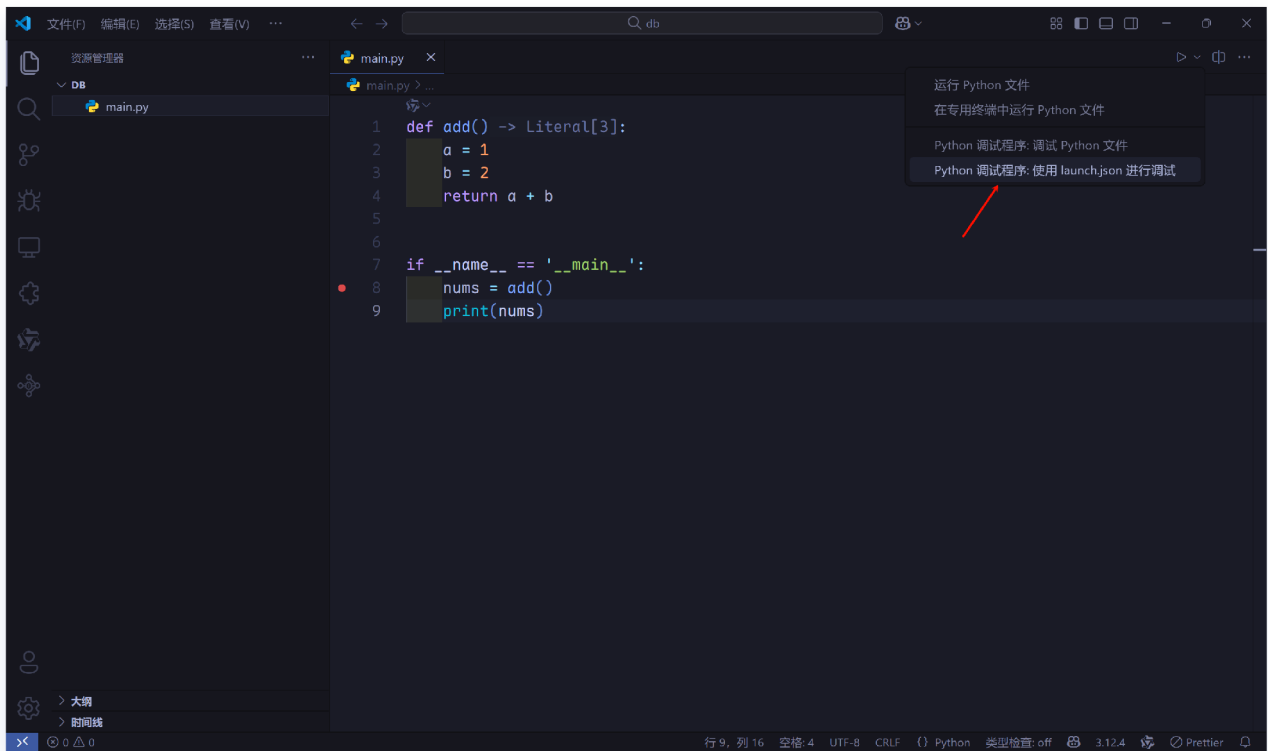 文件(F) 编辑(E) 选择(S) 查看(V) ··· db
资源管理器 ···
DB
main.py
main.py
main.py > ...
1 def add() -> Literal[3]:
2 a = 1
3 b = 2
4 return a + b
5
6
7 if __name__ == '__main__':
8 nums = add()
9 print(nums)
运行 Python 文件
在专用终端中运行 Python 文件
Python 调试程序: 调试 Python 文件
Python 调试程序: 使用 launch.json 进行调试
大纲
时间线
0 0 行 9，列 16 空格: 4 UTF-8 CRLF {} Python 类型检查: off 3.12.4 Prettier